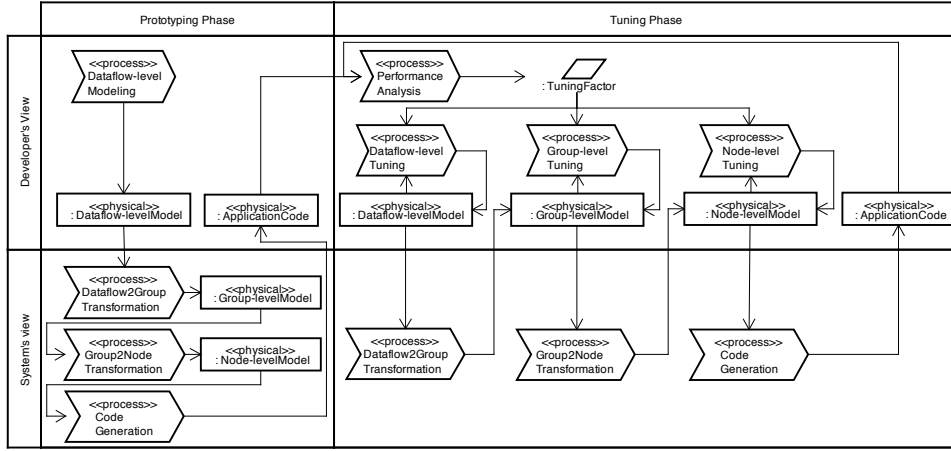 Prototyping Phase
Tuning Phase
Developer's View
<<process>>
Dataflow-level
Modeling
<<physical>>
: Dataflow-levelModel
<<physical>>
: ApplicationCode
<<process>>
Performance
Analysis
: TuningFactor
<<process>>
Dataflow-level
Tuning
<<process>>
Group-level
Tuning
<<process>>
Node-level
Tuning
<<physical>>
: Dataflow-levelModel
<<physical>>
: Group-levelModel
<<physical>>
: Node-levelModel
<<physical>>
: ApplicationCode
System's view
<<process>>
Dataflow2Group
Transformation
<<physical>>
: Group-levelModel
<<process>>
Group2Node
Transformation
<<physical>>
: Node-levelModel
<<process>>
Code
Generation
<<process>>
Dataflow2Group
Transformation
<<process>>
Group2Node
Transformation
<<process>>
Code
Generation